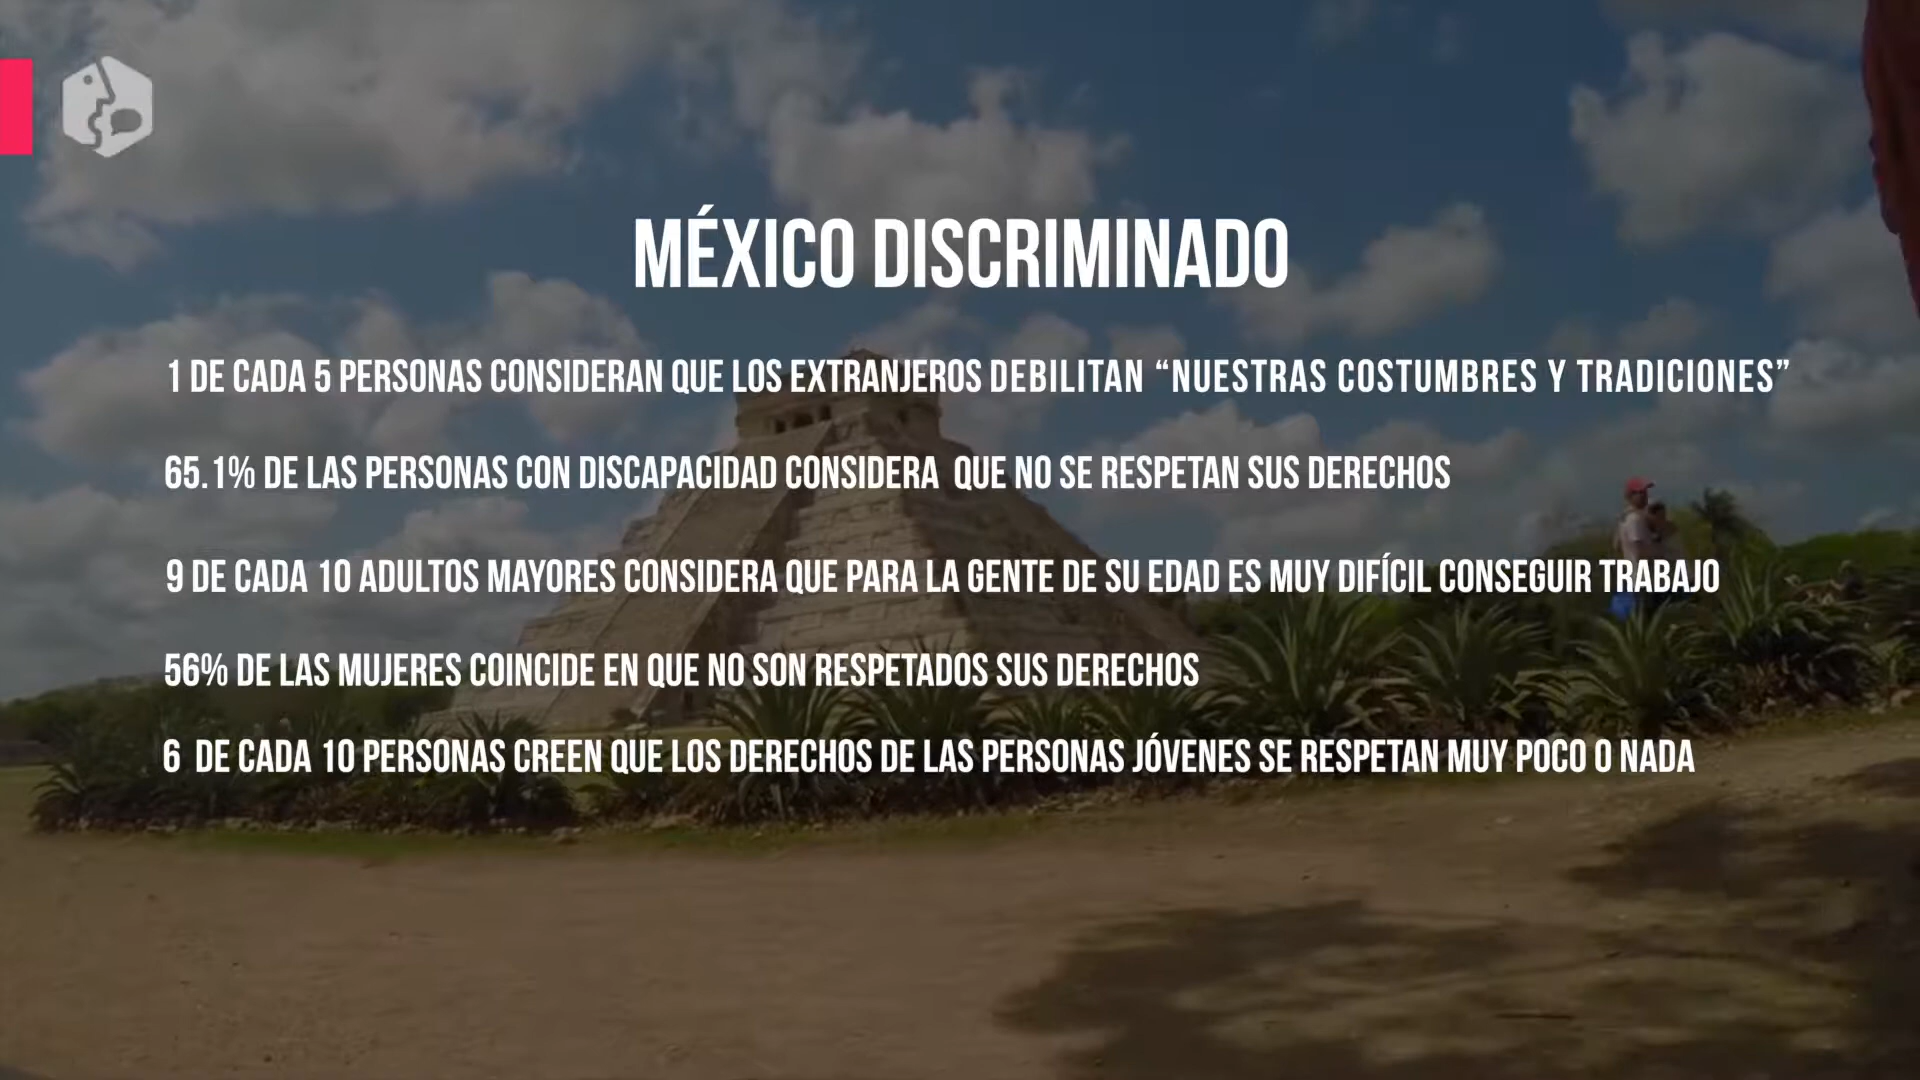 MÉXICO DISCRIMINADO
1 DE CADA 5 PERSONAS CONSIDERAN QUE LOS EXTRANJEROS DEBILITAN “NUESTRAS COSTUMBRES Y TRADICIONES”
65.1% DE LAS PERSONAS CON DISCAPACIDAD CONSIDERA QUE NO SE RESPETAN SUS DERECHOS
9 DE CADA 10 ADULTOS MAYORES CONSIDERA QUE PARA LA GENTE DE SU EDAD ES MUY DIFÍCIL CONSEGUIR TRABAJO
56% DE LAS MUJERES COINCIDE EN QUE NO SON RESPETADOS SUS DERECHOS
6 DE CADA 10 PERSONAS CREEN QUE LOS DERECHOS DE LAS PERSONAS JÓVENES SE RESPETAN MUY POCO O NADA